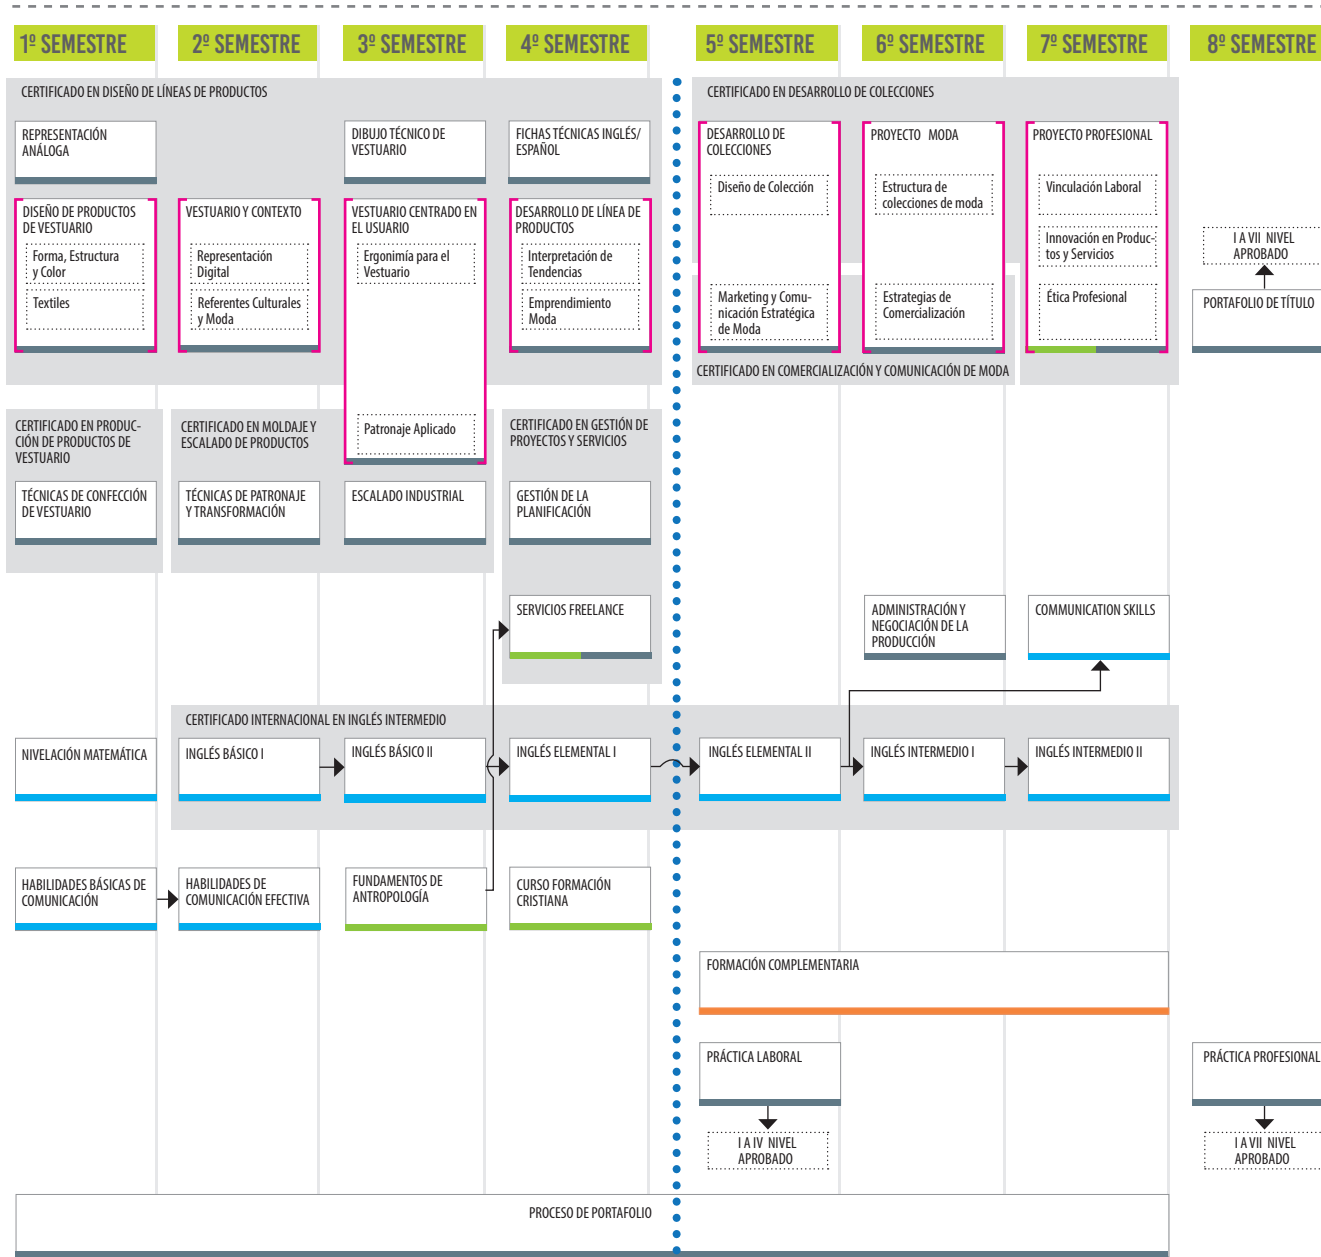 1º SEMESTRE
2º SEMESTRE
3º SEMESTRE
4º SEMESTRE
5º SEMESTRE
6º SEMESTRE
7º SEMESTRE
8º SEMESTRE
CERTIFICADO EN DISEÑO DE LÍNEAS DE PRODUCTOS
CERTIFICADO EN DESARROLLO DE COLECCIONES
REPRESENTACIÓN
ANÁLOGA
DIBUJO TÉCNICO DE
VESTUARIO
FICHAS TÉCNICAS INGLÉS/
ESPAÑOL
DISEÑO DE PRODUCTOS
DE VESTUARIO
Forma, Estructura
y Color
Textiles
VESTUARIO Y CONTEXTO
Representación
Digital
Referentes Culturales
y Moda
VESTUARIO CENTRADO EN
EL USUARIO
Ergonimía para el
Vestuario
Patronaje Aplicado
DESARROLLO DE LÍNEA DE
PRODUCTOS
Interpretación de
Tendencias
Emprendimiento
Moda
DESARROLLO DE
COLECCIONES
Diseño de Colección
Marketing y Comu-
nicación Estratégica
de Moda
PROYECTO MODA
Estructura de
colecciones de moda
Estrategias de
Comercialización
PROYECTO PROFESIONAL
Vinculación Laboral
Innovación en Produc-
tos y Servicios
Ética Profesional
I A VII NIVEL
APROBADO
PORTAFOLIO DE TÍTULO
CERTIFICADO EN COMERCIALIZACIÓN Y COMUNICACIÓN DE MODA
CERTIFICADO EN PRODUC-
CIÓN DE PRODUCTOS DE
VESTUARIO
CERTIFICADO EN MOLDAJE Y
ESCALADO DE PRODUCTOS
CERTIFICADO EN GESTIÓN DE
PROYECTOS Y SERVICIOS
TÉCNICAS DE CONFECCIÓN
DE VESTUARIO
TÉCNICAS DE PATRONAJE
Y TRANSFORMACIÓN
ESCALADO INDUSTRIAL
GESTIÓN DE LA
PLANIFICACIÓN
SERVICIOS FREELANCE
ADMINISTRACIÓN Y
NEGOCIACIÓN DE LA
PRODUCCIÓN
COMMUNICATION SKILLS
CERTIFICADO INTERNACIONAL EN INGLÉS INTERMEDIO
NIVELACIÓN MATEMÁTICA
INGLÉS BÁSICO I
INGLÉS BÁSICO II
INGLÉS ELEMENTAL I
INGLÉS ELEMENTAL II
INGLÉS INTERMEDIO I
INGLÉS INTERMEDIO II
HABILIDADES BÁSICAS DE
COMUNICACIÓN
HABILIDADES DE
COMUNICACIÓN EFECTIVA
FUNDAMENTOS DE
ANTROPOLOGÍA
CURSO FORMACIÓN
CRISTIANA
FORMACIÓN COMPLEMENTARIA
PRÁCTICA LABORAL
I A IV NIVEL
APROBADO
PRÁCTICA PROFESIONAL
I A VII NIVEL
APROBADO
PROCESO DE PORTAFOLIO